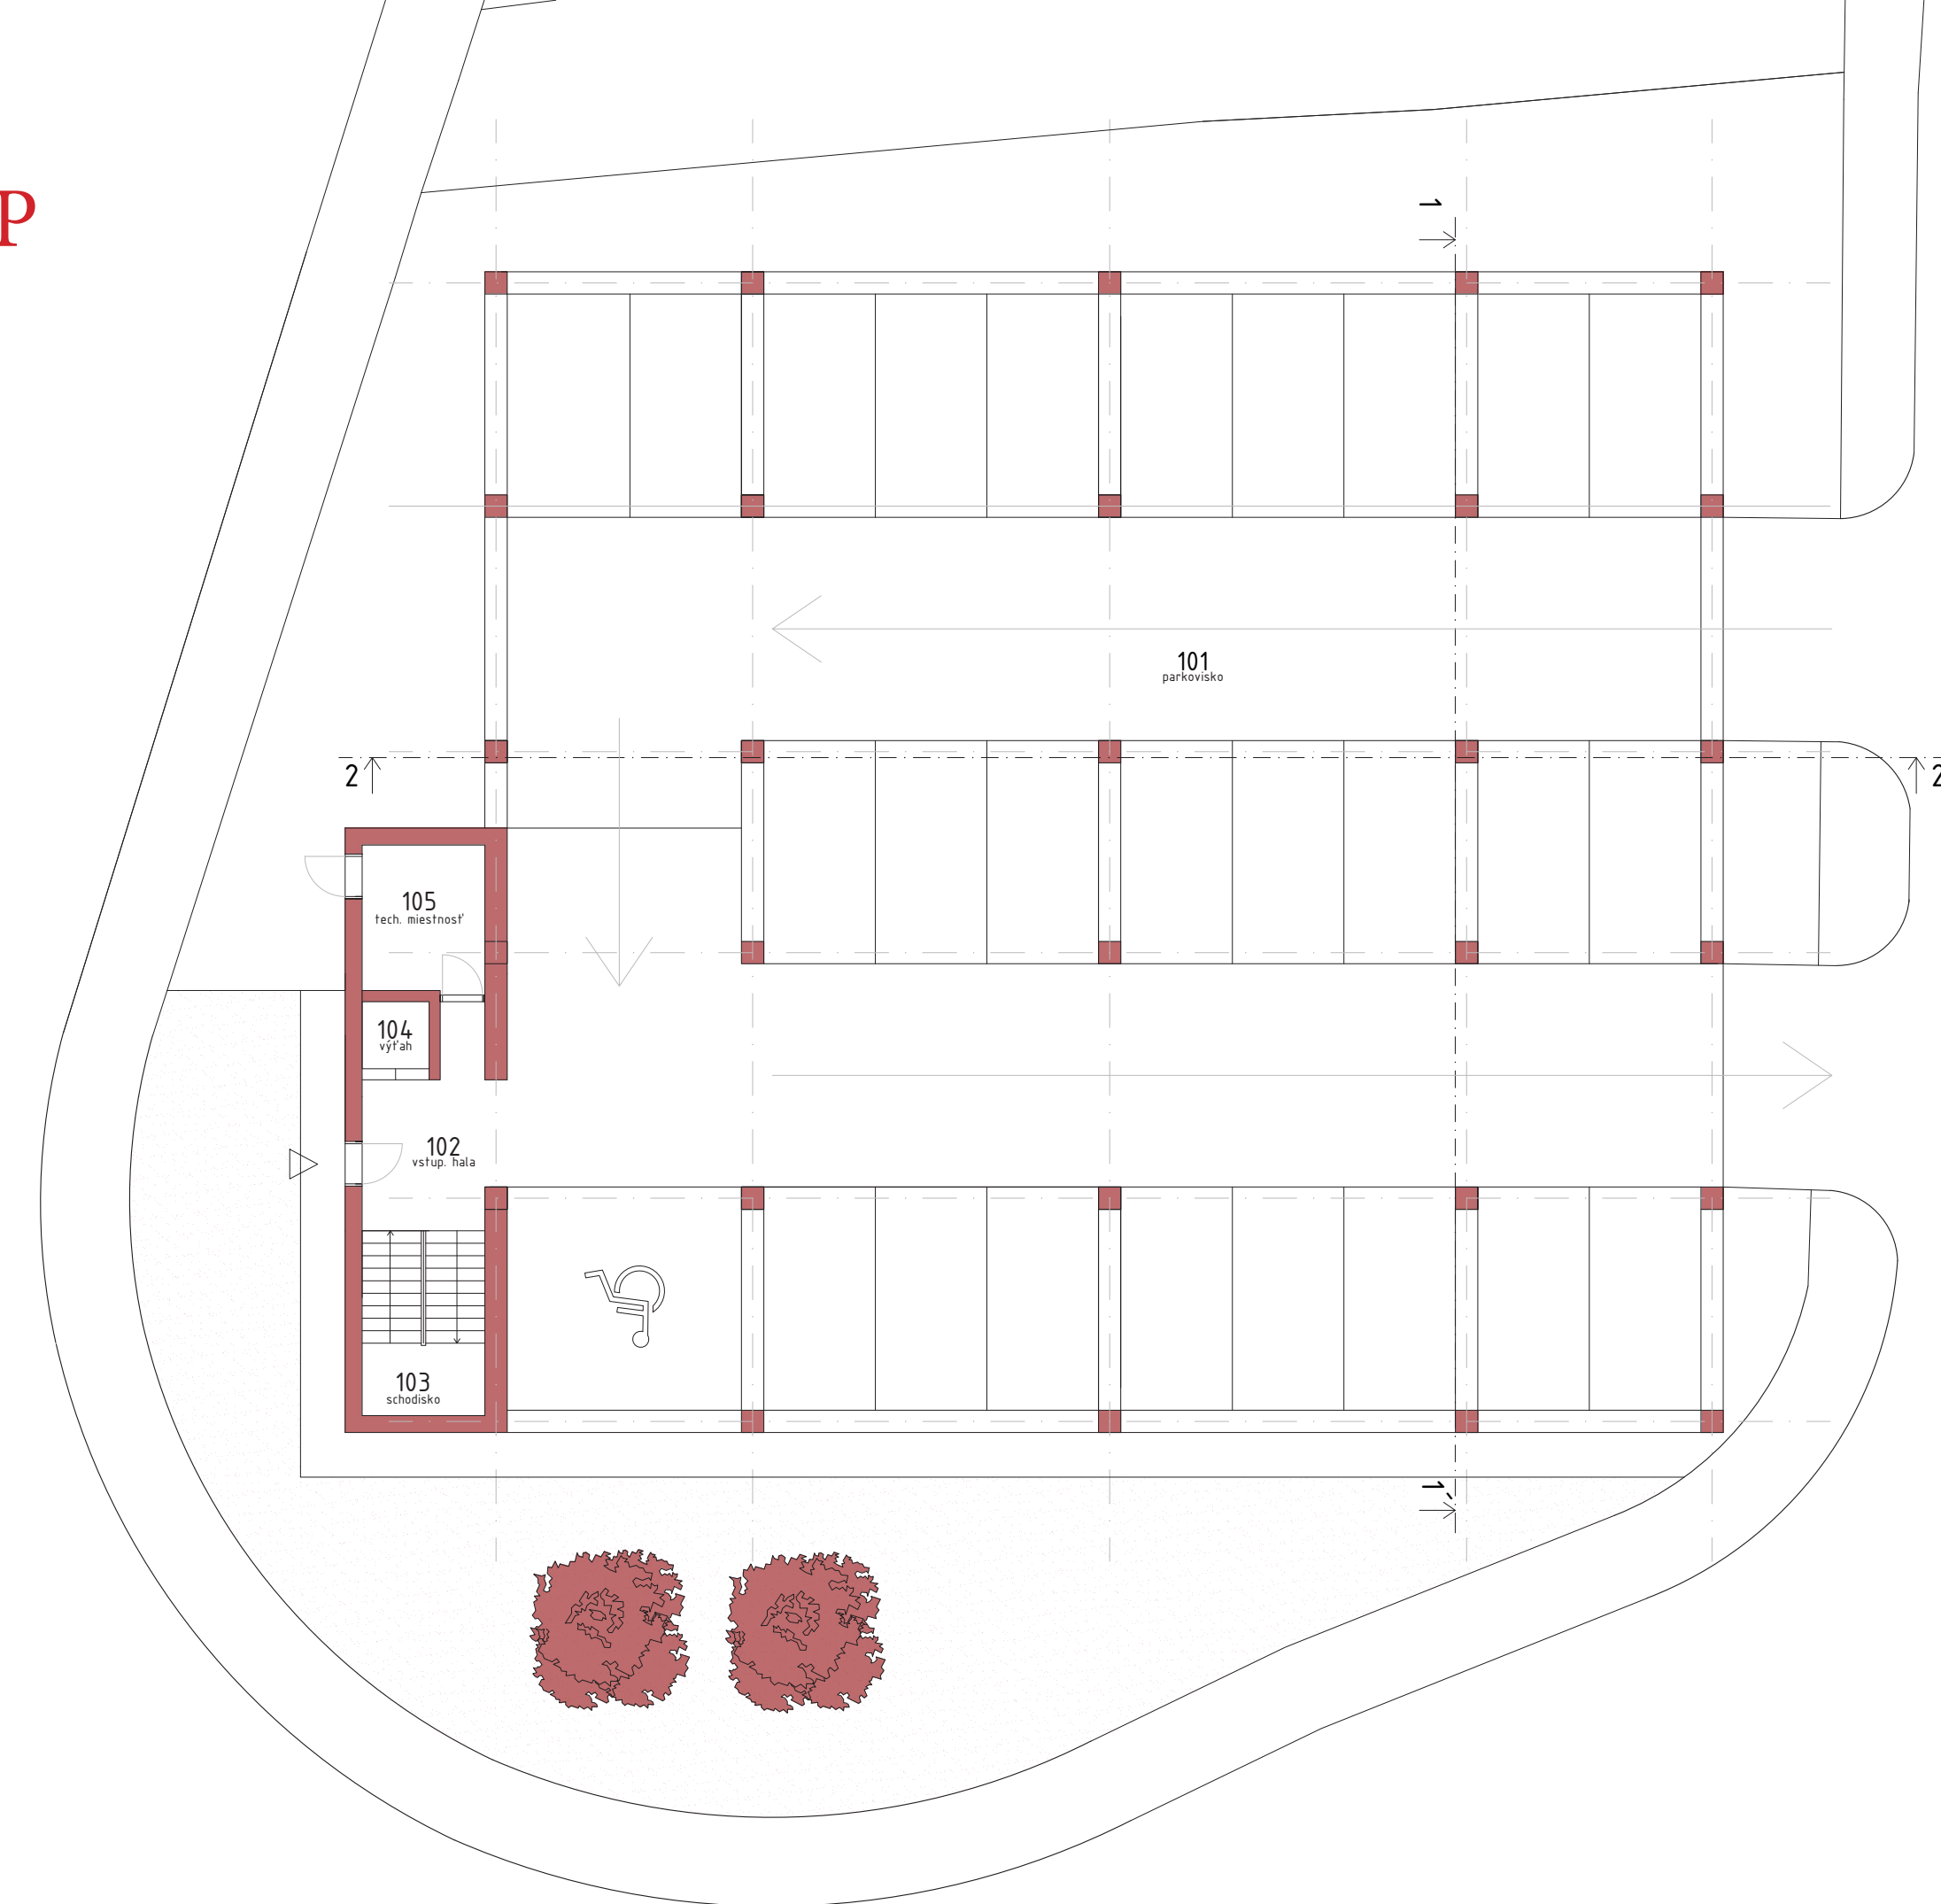 P
1
101
parkovisko
2
2
105
tech. miestnosť
104
výťah
102
vstup. hala
103
schodisko
1'